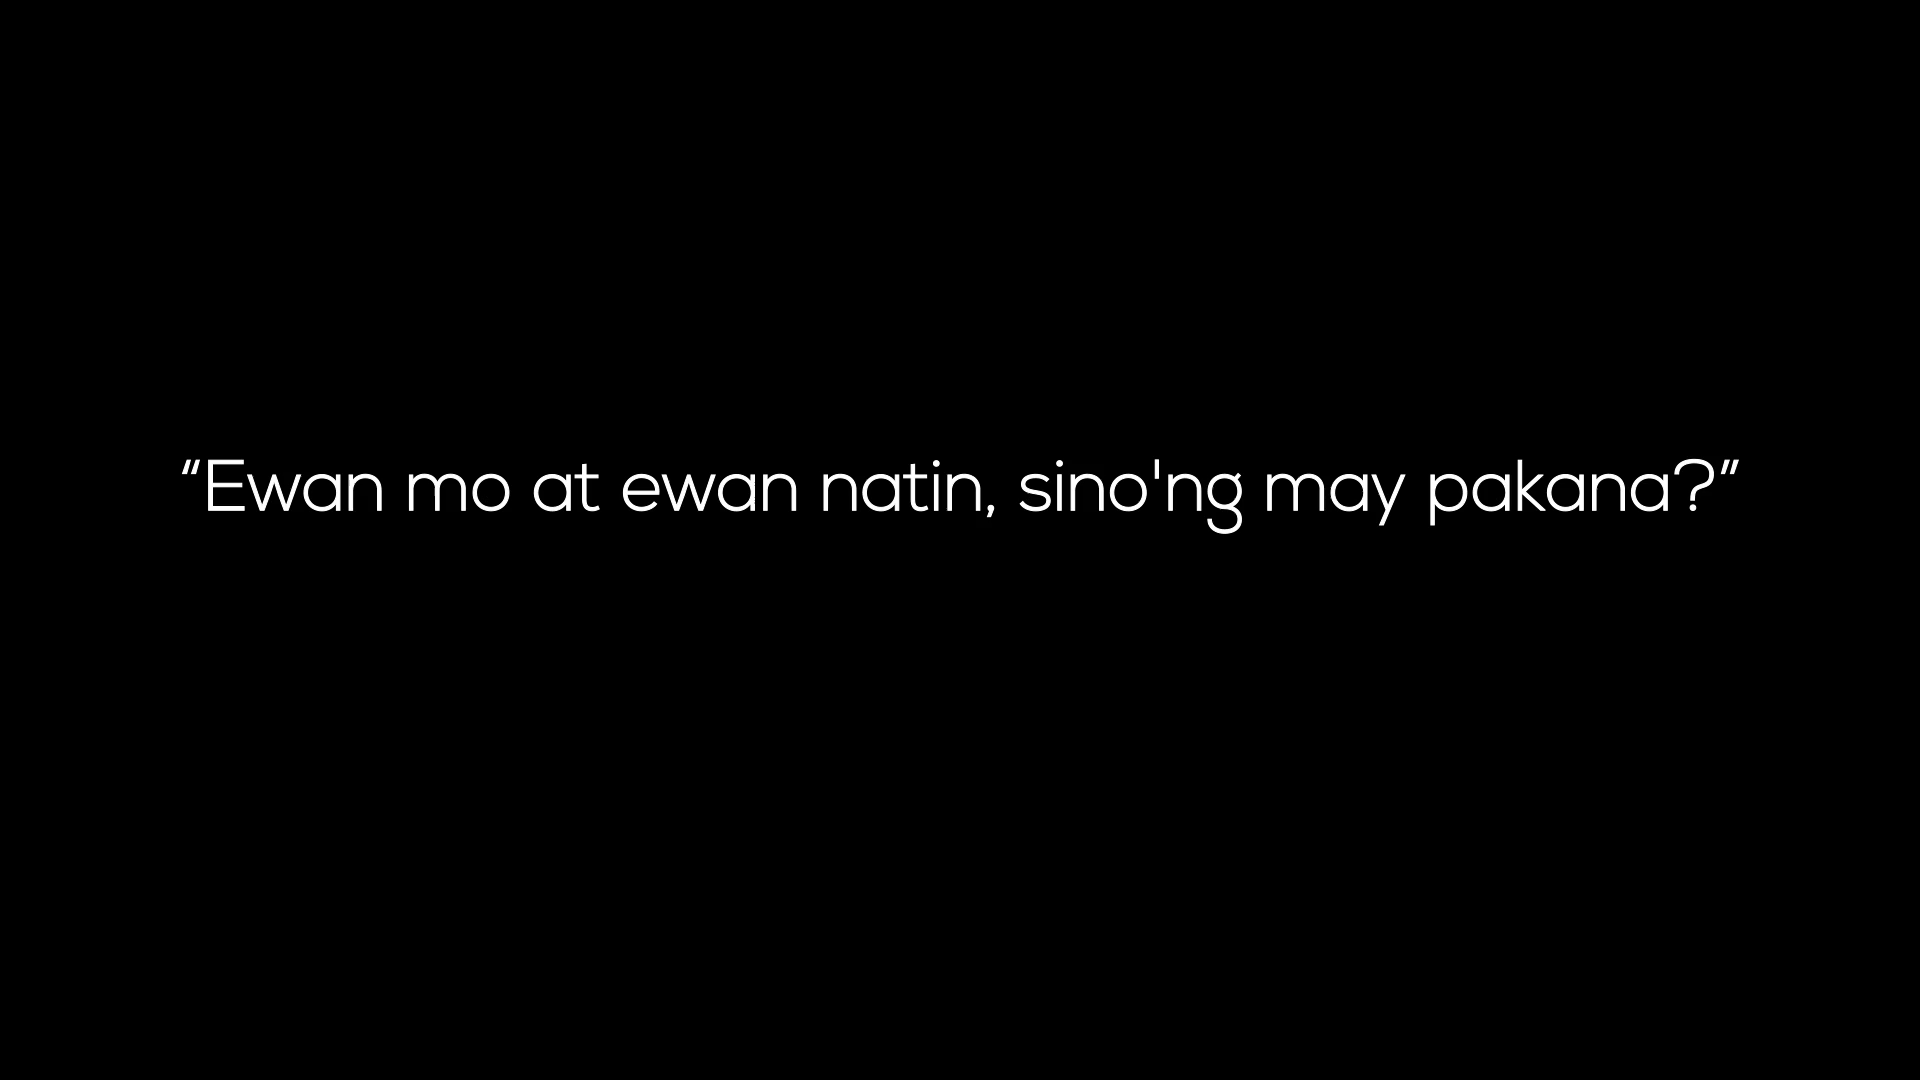 “Ewan mo at ewan natin, sino'ng may pakana?”